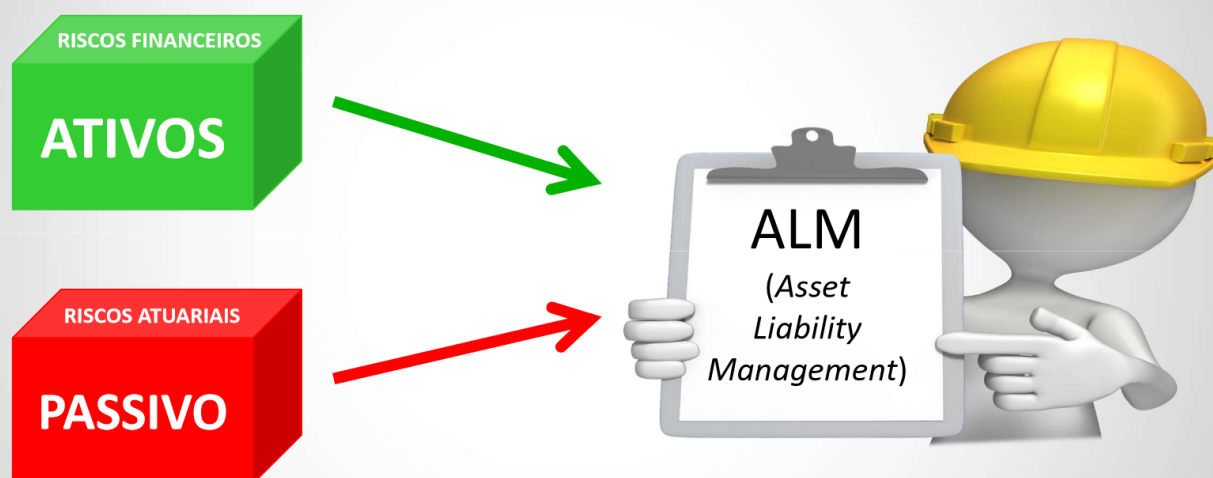 RISCOS FINANCEIROS
ATIVOS
RISCOS ATUARIAIS
PASSIVO
ALM
(Asset
Liability
Management)